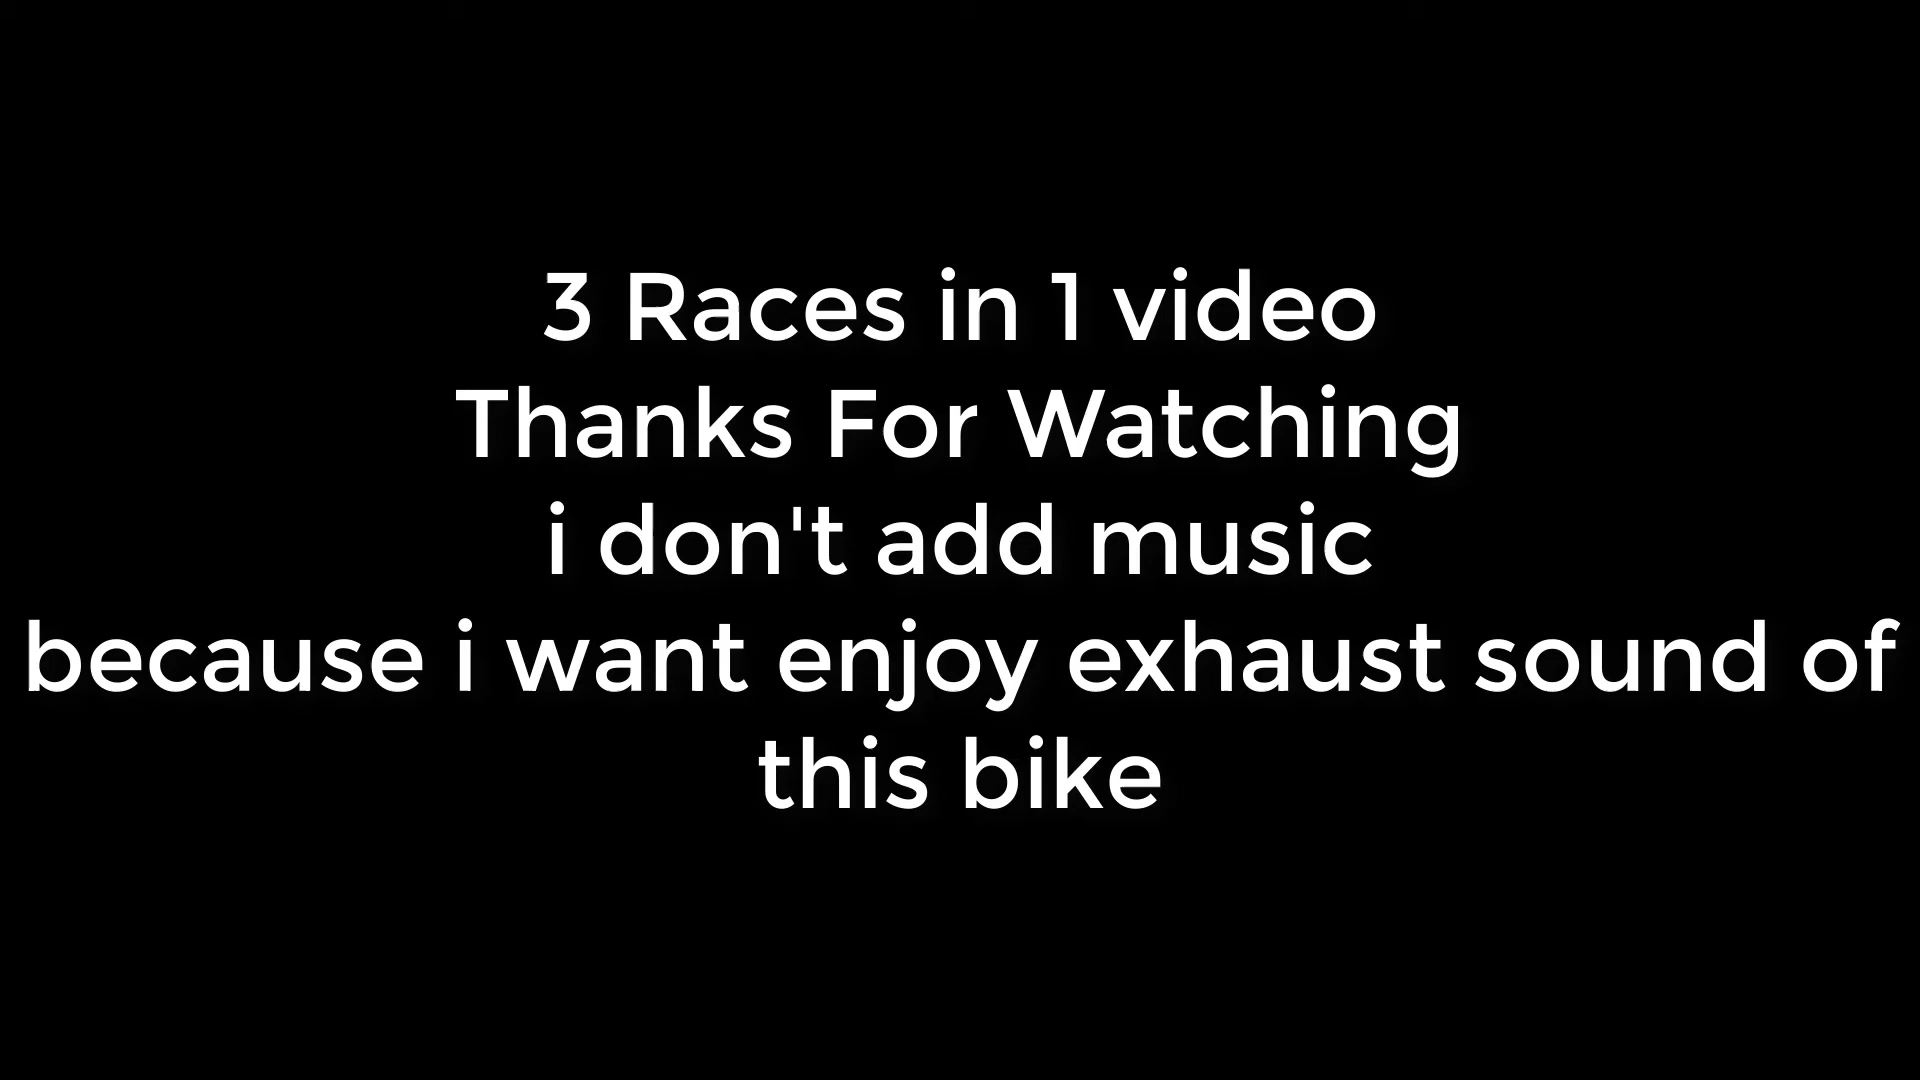 3 Races in 1 video
Thanks For Watching
i don't add music
because i want enjoy exhaust sound of
this bike